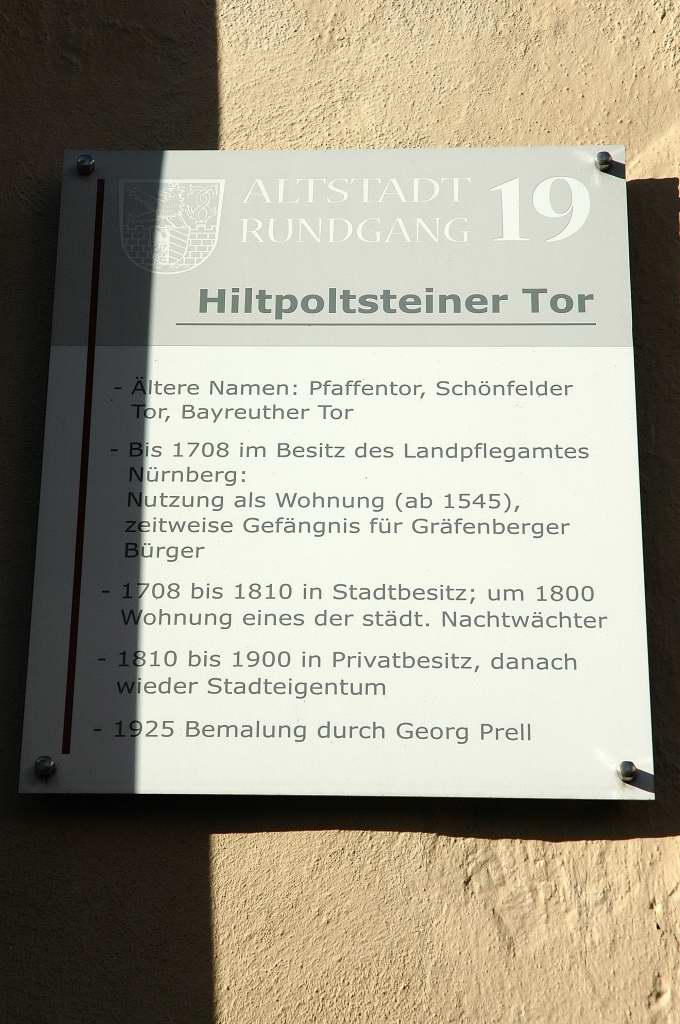 ALTSTADT
RUNDGANG 19
Hiltpoltsteiner Tor
- Ältere Namen: Pfaffentor, Schönfelder
Tor, Bayreuther Tor
- Bis 1708 im Besitz des Landpflegamtes
Nürnberg:
Nutzung als Wohnung (ab 1545),
zeitweise Gefängnis für Gräfenberger
Bürger
- 1708 bis 1810 in Stadtbesitz; um 1800
Wohnung eines der städt. Nachtwächter
- 1810 bis 1900 in Privatbesitz, danach
wieder Stadteigentum
- 1925 Bemalung durch Georg Prell